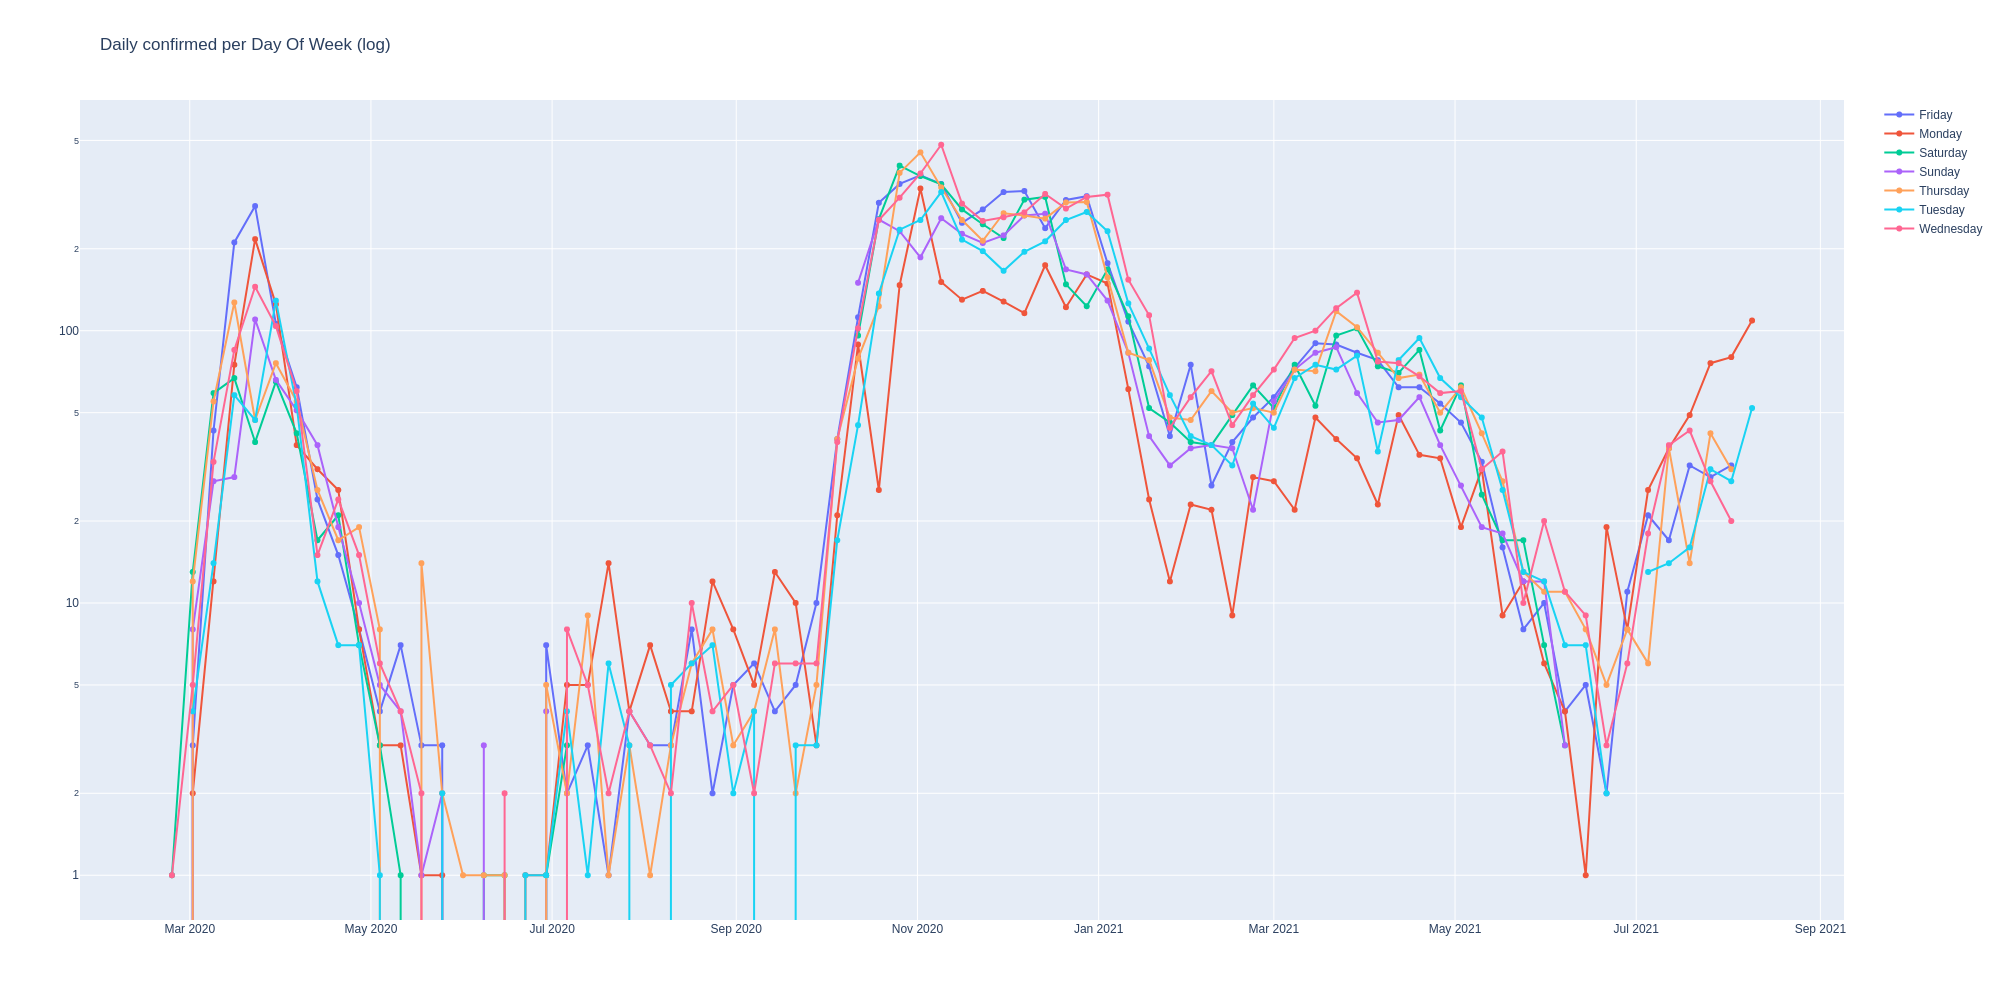 Daily confirmed per Day Of Week (log)
Friday
Monday
Saturday
Sunday
Thursday
Tuesday
Wednesday
5
2
100
5
2
10
5
2
1
Mar 2020
May 2020
Jul 2020
Sep 2020
Nov 2020
Jan 2021
Mar 2021
May 2021
Jul 2021
Sep 2021